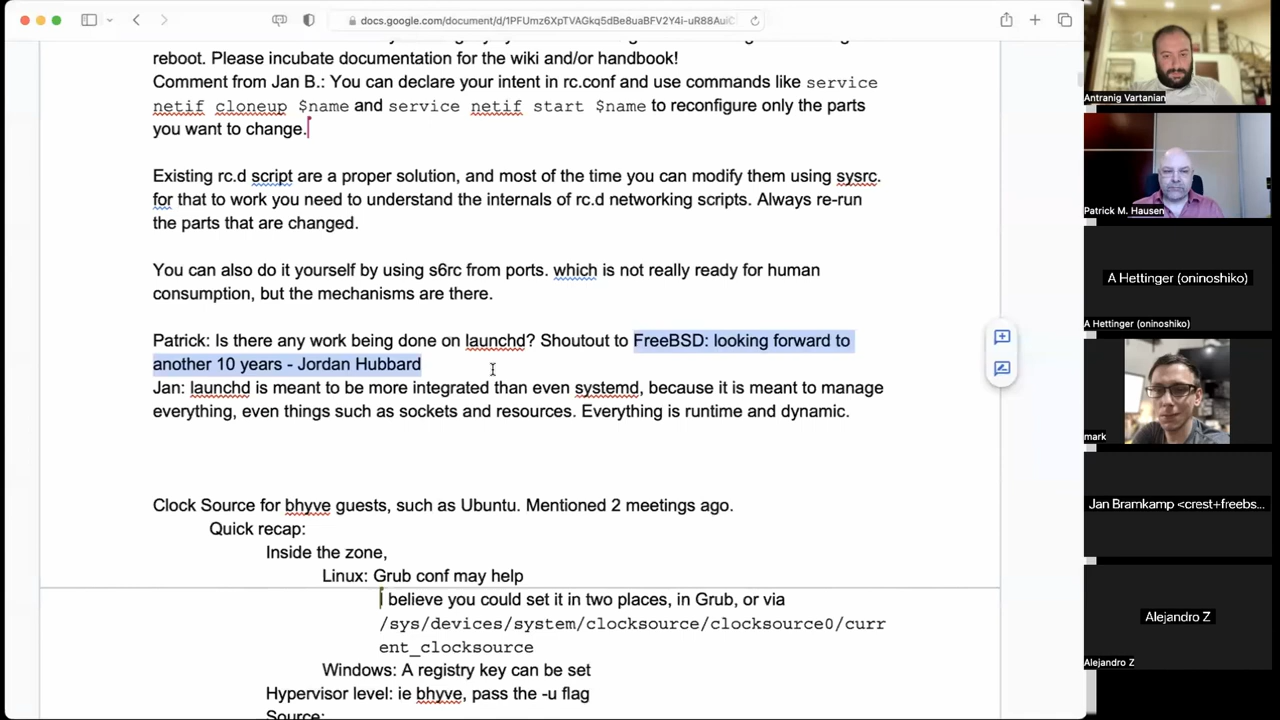 docs.google.com/document/d/1PFUmz6XpTVAGkq5dBe8uaBFV2Y4i-uR88Aui
reboot. Please incubate documentation for the wiki and/or handbook!
Comment from Jan B.: You can declare your intent in rc.conf and use commands like service
netif cloneup $name and service netif start $name to reconfigure only the parts
you want to change.
Existing rc.d script are a proper solution, and most of the time you can modify them using sysrc.
for that to work you need to understand the internals of rc.d networking scripts. Always re-run
the parts that are changed.
You can also do it yourself by using s6rc from ports. which is not really ready for human
consumption, but the mechanisms are there.
Patrick: Is there any work being done on launchd? Shoutout to FreeBSD: looking forward to
another 10 years - Jordan Hubbard
Jan: launchd is meant to be more integrated than even systemd, because it is meant to manage
everything, even things such as sockets and resources. Everything is runtime and dynamic.
Clock Source for bhyve guests, such as Ubuntu. Mentioned 2 meetings ago.
Quick recap:
Inside the zone,
Linux: Grub conf may help
I believe you could set it in two places, in Grub, or via
/sys/devices/system/clocksource/clocksource0/curr
ent_clocksource
Windows: A registry key can be set
Hypervisor level: ie bhyve, pass the -u flag
Source:
Antranig Vartanian
Patrick M. Hausen
A Hettinger (oninoshiko)
A Hettinger (oninoshiko)
mark
Jan Bramkamp <crest+freebs...
Alejandro Z
Alejandro Z